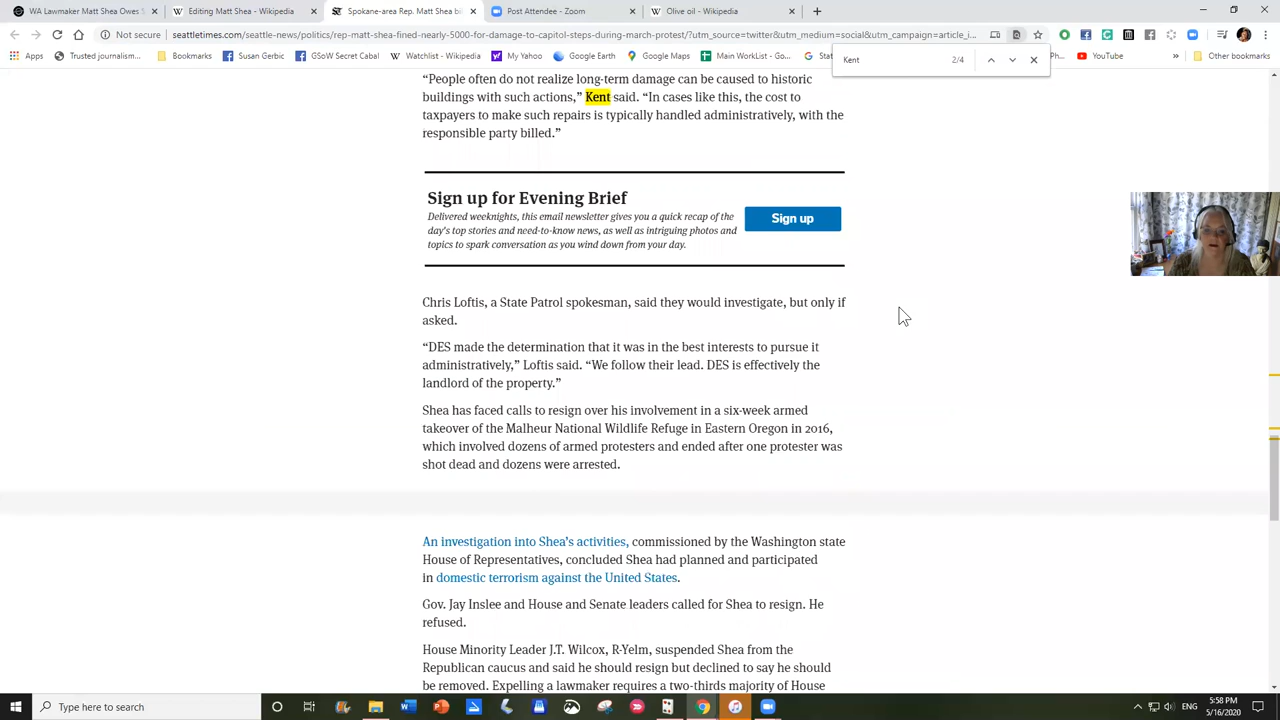 WA Lawmaker Matt Shea Owes S
Editing Matt Shea - Wikipedia
Spokane-area Rep. Matt Shea bi
Post Attendee - Zoom
Olive oil - Wikipedia
Not secure
seattletimes.com/seattle-news/politics/rep-matt-shea-fined-nearly-5000-for-damage-to-capitol-steps-during-march-protest/?utm_source=twitter&utm_medium=social&utm_campaign=article_i...
Apps
Trusted journalism...
Bookmarks
Susan Gerbic
GSoW Secret Cabal
Watchlist - Wikipedia
My Yahoo
Google Earth
Google Maps
Main WorkList - Go...
YouTube
Other bookmarks
Kent
2/4
“People often do not realize long-term damage can be caused to historic
buildings with such actions,” Kent said. “In cases like this, the cost to
taxpayers to make such repairs is typically handled administratively, with the
responsible party billed.”
Sign up for Evening Brief
Delivered weeknights, this email newsletter gives you a quick recap of the
day's top stories and need-to-know news, as well as intriguing photos and
topics to spark conversation as you wind down from your day.
Sign up
Chris Loftis, a State Patrol spokesman, said they would investigate, but only if
asked.
“DES made the determination that it was in the best interests to pursue it
administratively,” Loftis said. “We follow their lead. DES is effectively the
landlord of the property.”
Shea has faced calls to resign over his involvement in a six-week armed
takeover of the Malheur National Wildlife Refuge in Eastern Oregon in 2016,
which involved dozens of armed protesters and ended after one protester was
shot dead and dozens were arrested.
An investigation into Shea’s activities, commissioned by the Washington state
House of Representatives, concluded Shea had planned and participated
in domestic terrorism against the United States.
Gov. Jay Inslee and House and Senate leaders called for Shea to resign. He
refused.
House Minority Leader J.T. Wilcox, R-Yelm, suspended Shea from the
Republican caucus and said he should resign but declined to say he should
be removed. Expelling a lawmaker requires a two-thirds majority of House
Type here to search
ENG
5:58 PM
5/16/2020